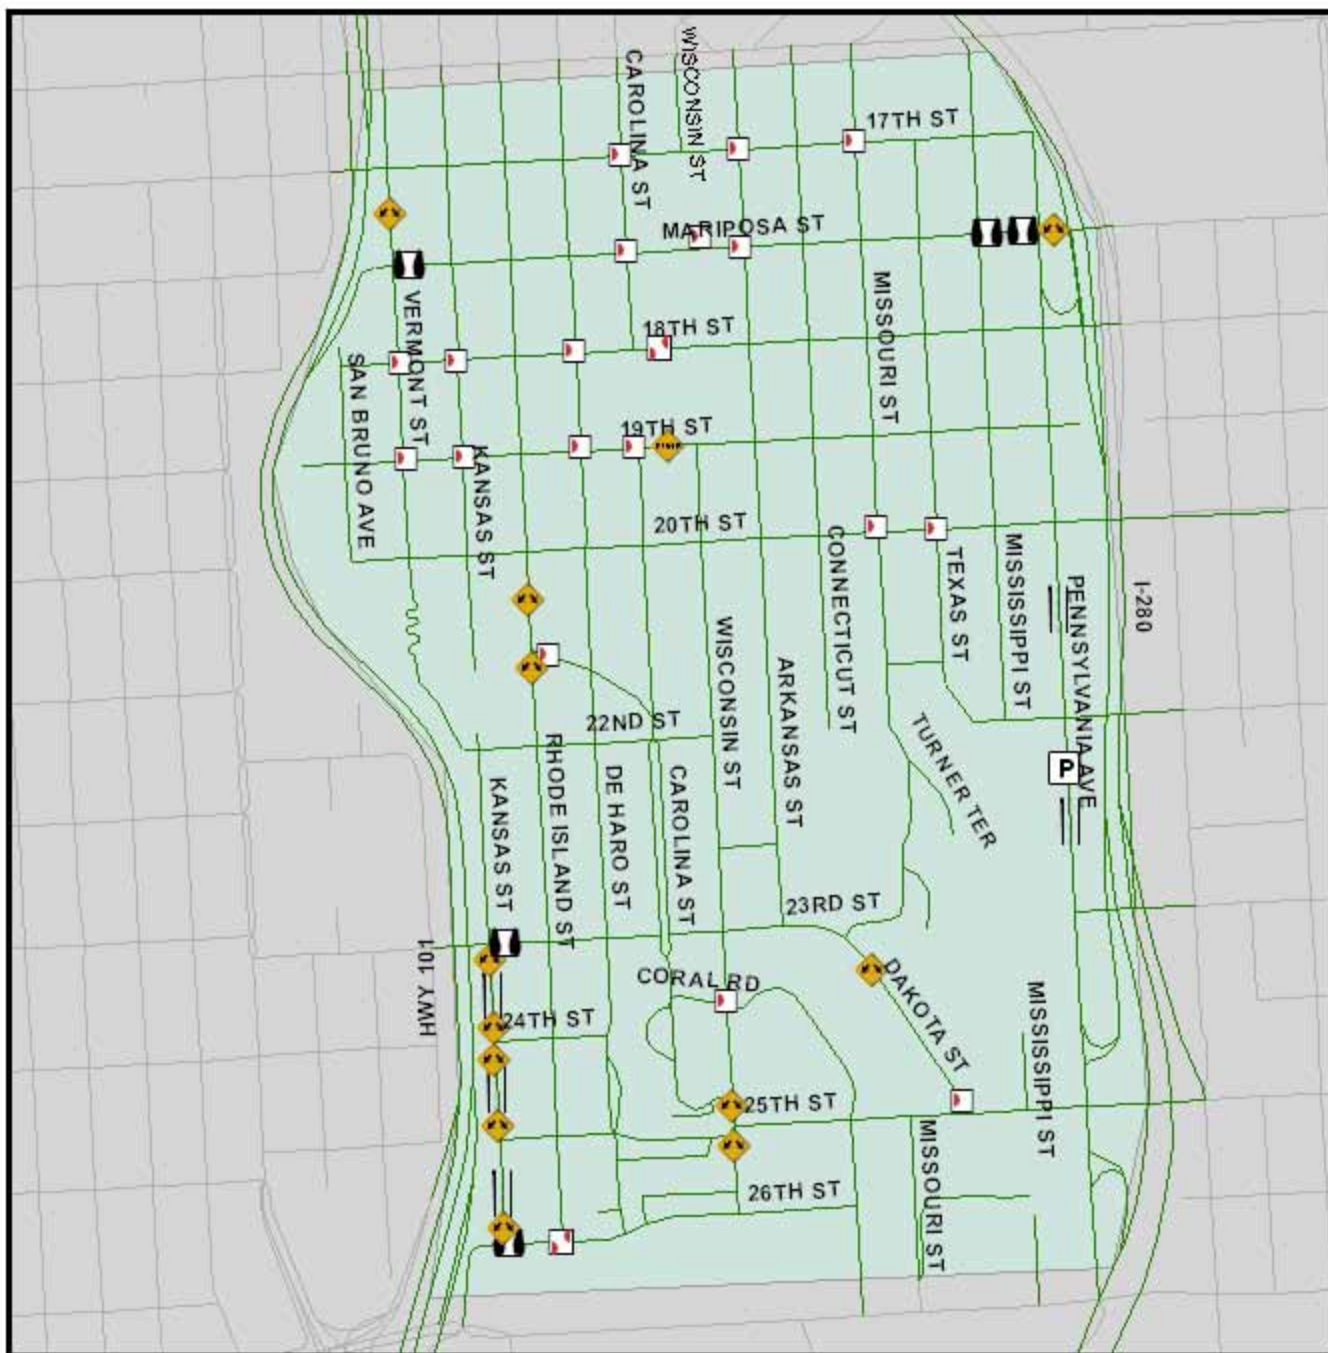 WISCONSIN ST
CAROLINA ST
17TH ST
MARIPOSA ST
VERMONT ST
MISSOURI ST
18TH ST
SAN BRUNO AVE
19TH ST
KANSAS ST
20TH ST
CONNECTICUT ST
TEXAS ST
MISSISSIPPI ST
PENNSYLVANIA AVE
I-280
WISCONSIN ST
ARKANSAS ST
22ND ST
TURNER TER
RHODE ISLAND ST
P
DE HARO ST
CAROLINA ST
KANSAS ST
23RD ST
HWY 101
CORAL RD
DAKOTA ST
MISSISSIPPI ST
24TH ST
25TH ST
MISSOURI ST
26TH ST